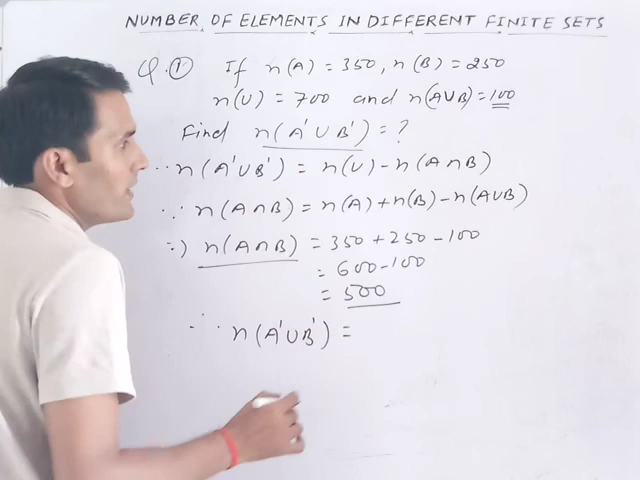 NUMBER OF ELEMENTS IN DIFFERENT FINITE SETS
Q.① If n(A)=350, n(B)=250
n(U)=700 and n(A∪B)=100
Find n(A'∪B')=?
∵ n(A'∪B') = n(U)-n(A∩B)
∵ n(A∩B) = n(A)+n(B)-n(A∪B)
∵) n(A∩B) = 350+250-100
= 600-100
= 500
∴ n(A'∪B') =